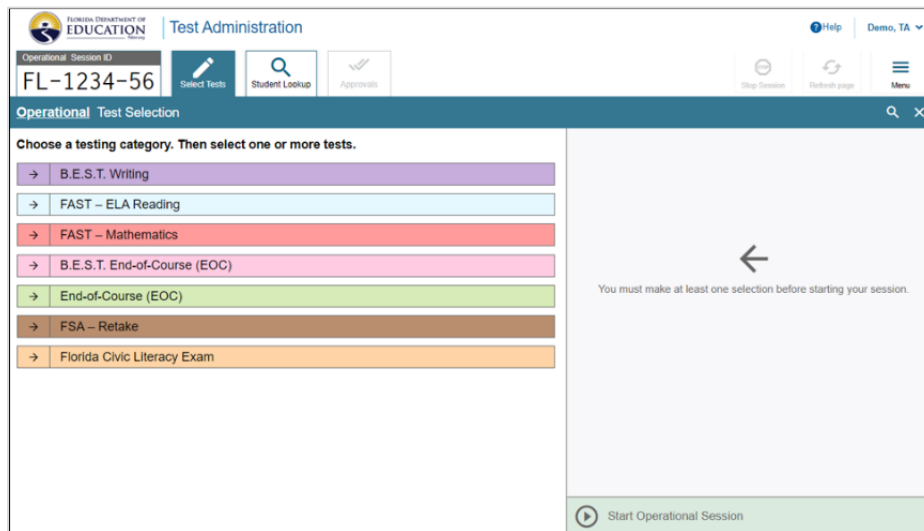 FLORIDA DEPARTMENT OF
EDUCATION
Test Administration
Help
Demo, TA
Operational Session ID
FL-1234-56
Select Tests
Student Lookup
Approvals
Stop Session
Refresh page
Menu
Operational Test Selection
Choose a testing category. Then select one or more tests.
B.E.S.T. Writing
FAST – ELA Reading
FAST – Mathematics
B.E.S.T. End-of-Course (EOC)
End-of-Course (EOC)
FSA – Retake
Florida Civic Literacy Exam
You must make at least one selection before starting your session.
Start Operational Session